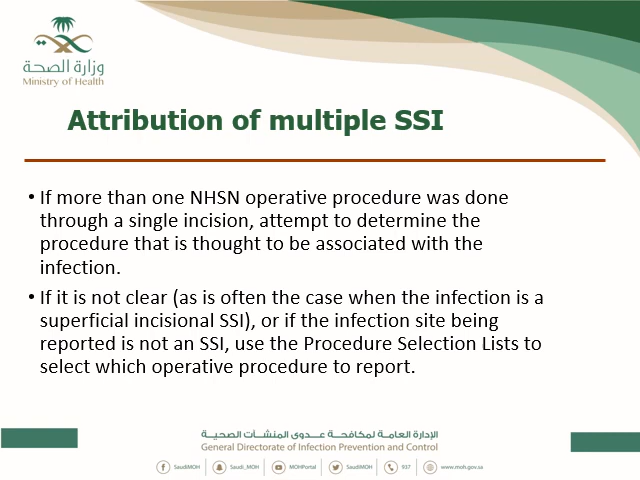 وزارة الصحة
Ministry of Health
Attribution of multiple SSI
• If more than one NHSN operative procedure was done
through a single incision, attempt to determine the
procedure that is thought to be associated with the
infection.
• If it is not clear (as is often the case when the infection is a
superficial incisional SSI), or if the infection site being
reported is not an SSI, use the Procedure Selection Lists to
select which operative procedure to report.
الإدارة العامة لمكافحة عدوى المنشآت الصحية
General Directorate of Infection Prevention and Control
SaudiMOH | Saudi_MOH | MOHPortal | SaudiMOH | 937 | www.moh.gov.sa